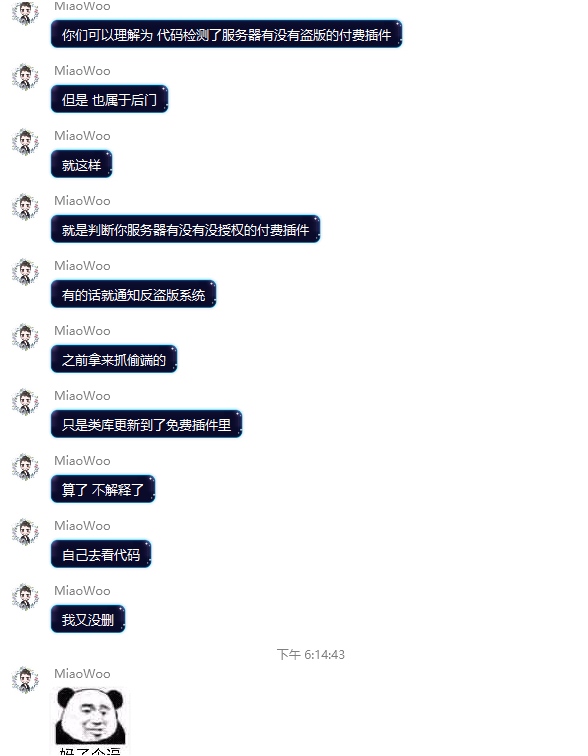 MiaoWoo
你们可以理解为 代码检测了服务器有没有盗版的付费插件
MiaoWoo
但是 也属于后门
MiaoWoo
就这样
MiaoWoo
就是判断你服务器有没有没授权的付费插件
MiaoWoo
有的话就通知反盗版系统
MiaoWoo
之前拿来抓偷端的
MiaoWoo
只是类库更新到了免费插件里
MiaoWoo
算了 不解释了
MiaoWoo
自己去看代码
MiaoWoo
我又没删
下午 6:14:43
MiaoWoo
妈了个逼